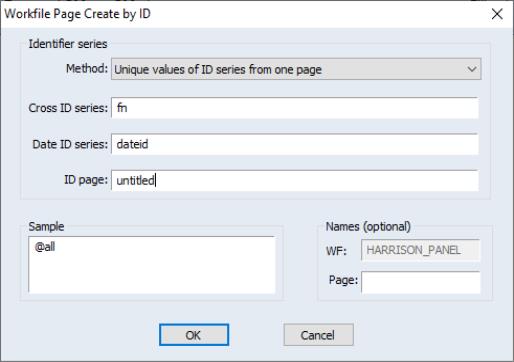 Workfile Page Create by ID
Identifier series
Method: Unique values of ID series from one page
Cross ID series: fn
Date ID series: dateid
ID page: untitled
Sample
@all
Names (optional)
WF: HARRISON_PANEL
Page:
OK
Cancel